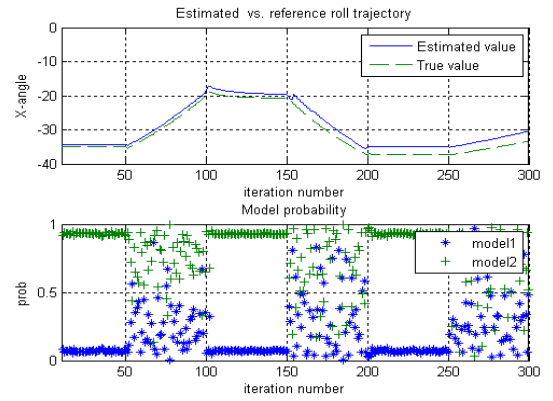 Estimated vs. reference roll trajectory
0
-10
-20
-30
-40
X-angle
Estimated value
True value
50
100
150
200
250
300
iteration number
Model probability
1
0.5
0
prob
model1
model2
50
100
150
200
250
300
iteration number